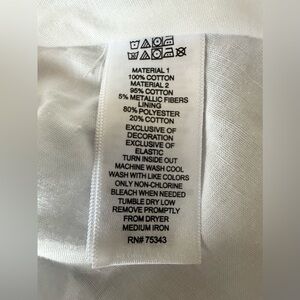 MATERIAL 1
100% COTTON
MATERIAL 2
95% COTTON
5% METALLIC FIBERS
LINING
80% POLYESTER
20% COTTON
EXCLUSIVE OF
DECORATION
EXCLUSIVE OF
ELASTIC
TURN INSIDE OUT
MACHINE WASH COOL
WASH WITH LIKE COLORS
ONLY NON-CHLORINE
BLEACH WHEN NEEDED
TUMBLE DRY LOW
REMOVE PROMPTLY
FROM DRYER
MEDIUM IRON
RN# 75343